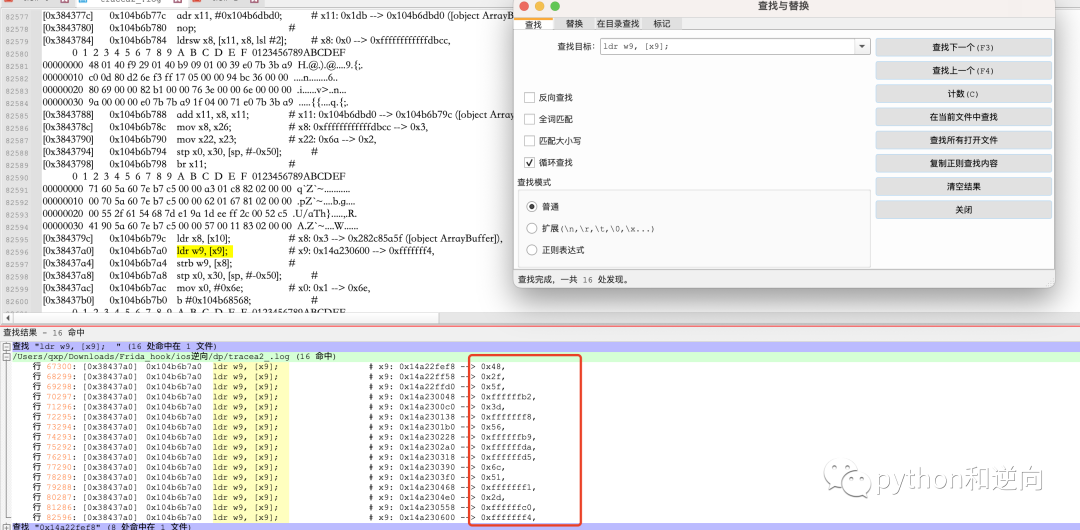 查找与替换
查找
替换
在目录查找
标记
查找目标:
ldr w9, [x9];
反向查找
全词匹配
匹配大小写
循环查找
查找模式
普通
扩展(\n,\r,\t,\0,\x...)
正则表达式
查找下一个(F3)
查找上一个(F4)
计数(C)
在当前文件中查找
查找所有打开文件
复制正则查找内容
清空结果
关闭
查找完成, 一共 16 处发现。
82577 [0x384377c] 0x104b6b77c adr x11, #0x104b6dbd0; # x11: 0x1db --> 0x104b6dbd0 ([object ArrayB
82578 [0x3843780] 0x104b6b780 nop; #
82579 [0x3843784] 0x104b6b784 ldrsw x8, [x11, x8, lsl #2]; # x8: 0x0 --> 0xffffffffffffdbcc,
82580 0 1 2 3 4 5 6 7 8 9 A B C D E F 0123456789ABCDEF
82581 00000000 48 01 40 f9 29 01 40 b9 09 01 00 39 e0 7b 3b a9 H.@.).@....9.{;.
82582 00000010 c0 0d 80 d2 6e f3 ff 17 05 00 00 94 bc 36 00 00 ....n........6..
82583 00000020 80 69 00 00 82 b1 00 00 76 3e 00 00 6e 00 00 00 .i......v>..n...
82584 00000030 9a 00 00 00 e0 7b 7b a9 1f 04 00 71 e0 7b 3b a9 .....{{....q.{;.
82585 [0x3843788] 0x104b6b788 add x11, x8, x11; # x11: 0x104b6dbd0 --> 0x104b6b79c ([object Array
82586 [0x384378c] 0x104b6b78c mov x8, x26; # x8: 0xffffffffffffdbcc --> 0x3,
82587 [0x3843790] 0x104b6b790 mov x22, x23; # x22: 0x6a --> 0x2,
82588 [0x3843794] 0x104b6b794 stp x0, x30, [sp, #-0x50]; #
82589 [0x3843798] 0x104b6b798 br x11; #
82590 0 1 2 3 4 5 6 7 8 9 A B C D E F 0123456789ABCDEF
82591 00000000 71 60 5a 60 7e b7 c5 00 00 a3 01 c8 82 02 00 00 q`Z`~...........
82592 00000010 00 70 5a 60 7e b7 c5 00 00 62 01 67 81 02 00 00 .pZ`~....b.g....
82593 00000020 00 55 2f 61 54 68 7d c1 9a 1d ee ff 2c 00 52 c5 .U/aTh}.....,.R.
82594 00000030 41 90 5a 60 7e b7 c5 00 00 57 00 11 83 02 00 00 A.Z`~....W......
82595 [0x384379c] 0x104b6b79c ldr x8, [x10]; # x8: 0x3 --> 0x282c85a5f ([object ArrayBuffer]),
82596 [0x38437a0] 0x104b6b7a0 ldr w9, [x9]; # x9: 0x14a230600 --> 0xfffffff4,
82597 [0x38437a4] 0x104b6b7a4 strb w9, [x8]; #
82598 [0x38437a8] 0x104b6b7a8 stp x0, x30, [sp, #-0x50]; #
82599 [0x38437ac] 0x104b6b7ac mov x0, #0x6e; # x0: 0x1 --> 0x6e,
82600 [0x38437b0] 0x104b6b7b0 b #0x104b68568; #
查找结果 - 16 命中
查找 "ldr w9, [x9]; " (16 处命中在 1 文件)
/Users/qxp/Downloads/Frida_hook/ios逆向/dp/tracea2_.log (16 命中)
行 67300: [0x38437a0] 0x104b6b7a0 ldr w9, [x9]; # x9: 0x14a22fef8 --> 0x48,
行 68299: [0x38437a0] 0x104b6b7a0 ldr w9, [x9]; # x9: 0x14a22ff58 --> 0x2f,
行 69298: [0x38437a0] 0x104b6b7a0 ldr w9, [x9]; # x9: 0x14a22ffd0 --> 0x5f,
行 70297: [0x38437a0] 0x104b6b7a0 ldr w9, [x9]; # x9: 0x14a230048 --> 0xffffffb2,
行 71296: [0x38437a0] 0x104b6b7a0 ldr w9, [x9]; # x9: 0x14a2300c0 --> 0x3d,
行 72295: [0x38437a0] 0x104b6b7a0 ldr w9, [x9]; # x9: 0x14a230138 --> 0xfffffff8,
行 73294: [0x38437a0] 0x104b6b7a0 ldr w9, [x9]; # x9: 0x14a2301b0 --> 0x56,
行 74293: [0x38437a0] 0x104b6b7a0 ldr w9, [x9]; # x9: 0x14a230228 --> 0xffffffb9,
行 75292: [0x38437a0] 0x104b6b7a0 ldr w9, [x9]; # x9: 0x14a2302a0 --> 0xffffffda,
行 76291: [0x38437a0] 0x104b6b7a0 ldr w9, [x9]; # x9: 0x14a230318 --> 0xffffffd5,
行 77290: [0x38437a0] 0x104b6b7a0 ldr w9, [x9]; # x9: 0x14a230390 --> 0x6c,
行 78289: [0x38437a0] 0x104b6b7a0 ldr w9, [x9]; # x9: 0x14a2303f0 --> 0x51,
行 79288: [0x38437a0] 0x104b6b7a0 ldr w9, [x9]; # x9: 0x14a230468 --> 0xfffffff1,
行 80287: [0x38437a0] 0x104b6b7a0 ldr w9, [x9]; # x9: 0x14a2304e0 --> 0x2d,
行 81286: [0x38437a0] 0x104b6b7a0 ldr w9, [x9]; # x9: 0x14a230558 --> 0xffffffc0,
行 82596: [0x38437a0] 0x104b6b7a0 ldr w9, [x9]; # x9: 0x14a230600 --> 0xfffffff4,
查找 "0x14a22fef8" (8 处命中在 1 文件)
python和逆向